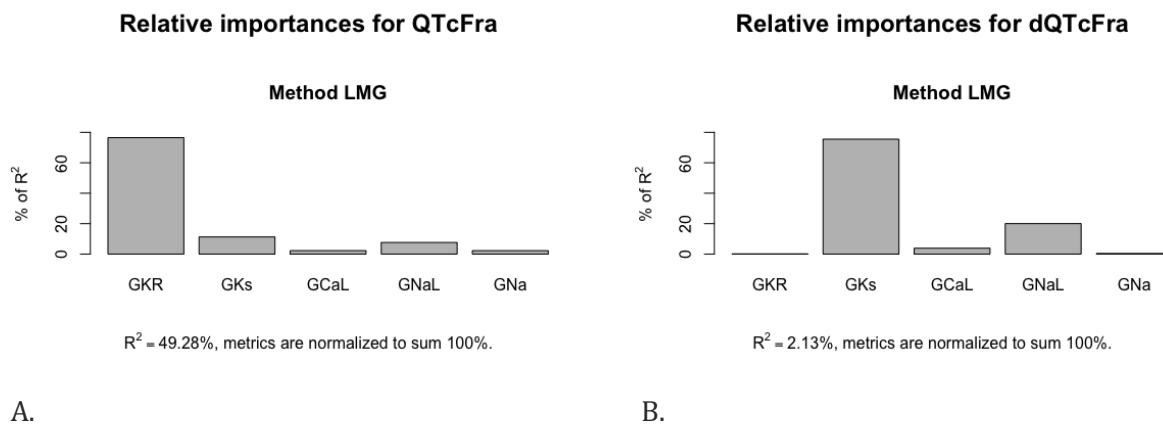 Relative importances for QTcFra
Method LMG
% of R²
60
20
0
GKR GKs GCaL GNaL GNa
R² = 49.28%, metrics are normalized to sum 100%.
A.
Relative importances for dQTcFra
Method LMG
% of R²
60
20
0
GKR GKs GCaL GNaL GNa
R² = 2.13%, metrics are normalized to sum 100%.
B.